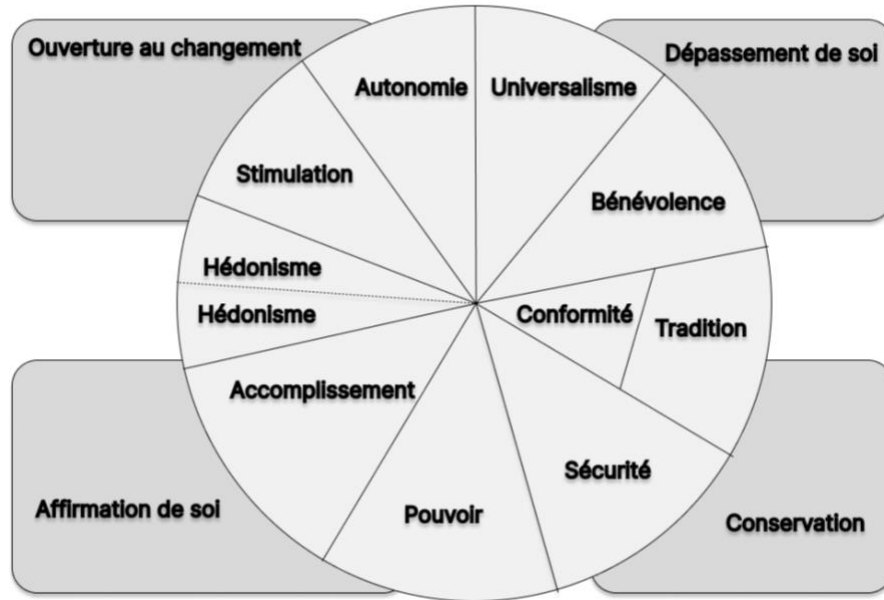 Ouverture au changement
Dépassement de soi
Autonomie
Universalisme
Stimulation
Bénévolence
Hédonisme
Hédonisme
Conformité
Tradition
Accomplissement
Sécurité
Pouvoir
Affirmation de soi
Conservation